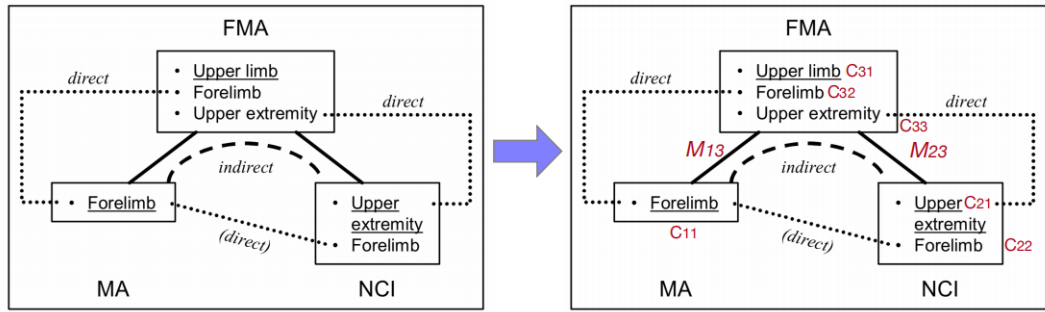 FMA
• Upper limb
direct
• Forelimb
direct
• Upper extremity
indirect
• Forelimb
• Upper
extremity
(direct)
• Forelimb
MA
NCI
FMA
• Upper limb C31
direct
• Forelimb C32
direct
• Upper extremity
C33
M13
M23
indirect
• Forelimb
• Upper C21
extremity
C11
(direct)
• Forelimb C22
MA
NCI